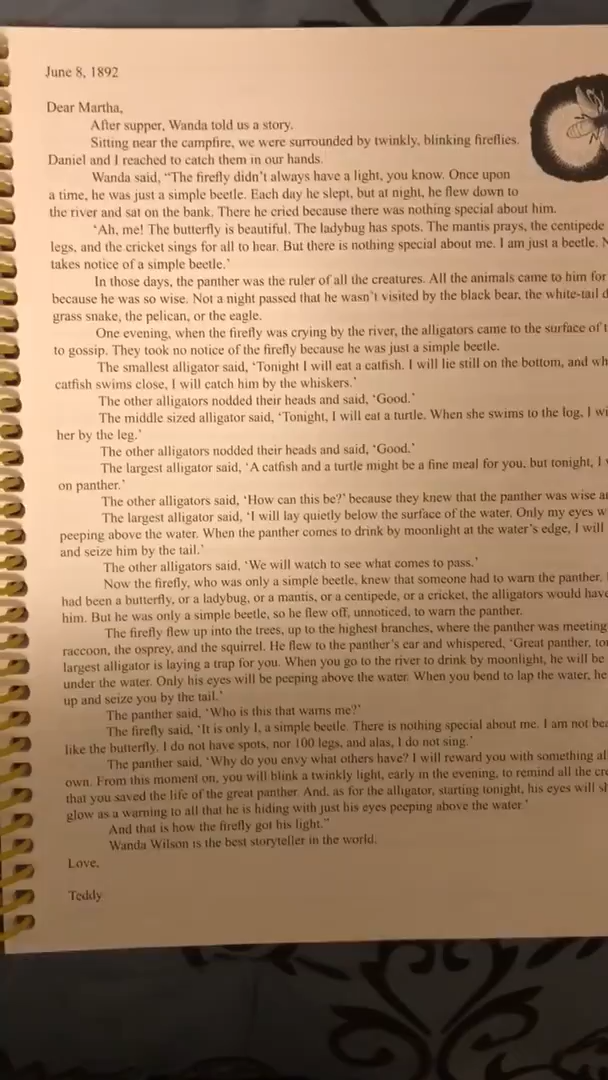 June 8, 1892
Dear Martha,
After supper, Wanda told us a story.
Sitting near the campfire, we were surrounded by twinkly, blinking fireflies.
Daniel and I reached to catch them in our hands.
Wanda said, “The firefly didn’t always have a light, you know. Once upon
a time, he was just a simple beetle. Each day he slept, but at night, he flew down to
the river and sat on the bank. There he cried because there was nothing special about him.
‘Ah, me! The butterfly is beautiful. The ladybug has spots. The mantis prays, the centipede
legs, and the cricket sings for all to hear. But there is nothing special about me. I am just a beetle.
takes notice of a simple beetle.’
In those days, the panther was the ruler of all the creatures. All the animals came to him for
because he was so wise. Not a night passed that he wasn’t visited by the black bear, the white-tail
grass snake, the pelican, or the eagle.
One evening, when the firefly was crying by the river, the alligators came to the surface of
to gossip. They took no notice of the firefly because he was just a simple beetle.
The smallest alligator said, ‘Tonight I will eat a catfish. I will lie still on the bottom, and
catfish swims close, I will catch him by the whiskers.’
The other alligators nodded their heads and said, ‘Good.’
The middle sized alligator said, ‘Tonight, I will eat a turtle. When she swims to the log, I
her by the leg.’
The other alligators nodded their heads and said, ‘Good.’
The largest alligator said, ‘A catfish and a turtle might be a fine meal for you, but tonight, I
on panther.’
The other alligators said, ‘How can this be?’ because they knew that the panther was wise
The largest alligator said, ‘I will lay quietly below the surface of the water. Only my eyes
peeping above the water. When the panther comes to drink by moonlight at the water’s edge, I will
and seize him by the tail.’
The other alligators said, ‘We will watch to see what comes to pass.’
Now the firefly, who was only a simple beetle, knew that someone had to warn the panther.
had been a butterfly, or a ladybug, or a mantis, or a centipede, or a cricket, the alligators would have
him. But he was only a simple beetle, so he flew off, unnoticed, to warn the panther.
The firefly flew up into the trees, up to the highest branches, where the panther was meeting
raccoon, the osprey, and the squirrel. He flew to the panther’s ear and whispered, ‘Great panther,
largest alligator is laying a trap for you. When you go to the river to drink by moonlight, he will be
under the water. Only his eyes will be peeping above the water. When you bend to lap the water, he
up and seize you by the tail.’
The panther said, ‘Who is this that warns me?’
The firefly said, ‘It is only I, a simple beetle. There is nothing special about me. I am not
like the butterfly. I do not have spots, nor 100 legs, and alas, I do not sing.’
The panther said, ‘Why do you envy what others have? I will reward you with something
own. From this moment on, you will blink a twinkly light, early in the evening, to remind all the
that you saved the life of the great panther. And, as for the alligator, starting tonight, his eyes will
glow as a warning to all that he is hiding with just his eyes peeping above the water.’
And that is how the firefly got his light.”
Wanda Wilson is the best storyteller in the world.
Love,
Teddy